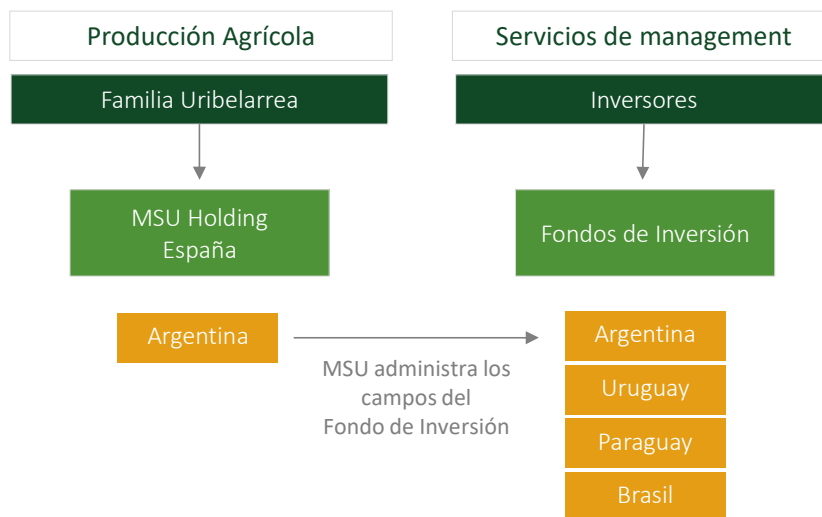 Producción Agrícola
Servicios de management
Familia Uribelarrea
Inversores
MSU Holding
España
Fondos de Inversión
Argentina
MSU administra los
campos del
Fondo de Inversión
Argentina
Uruguay
Paraguay
Brasil